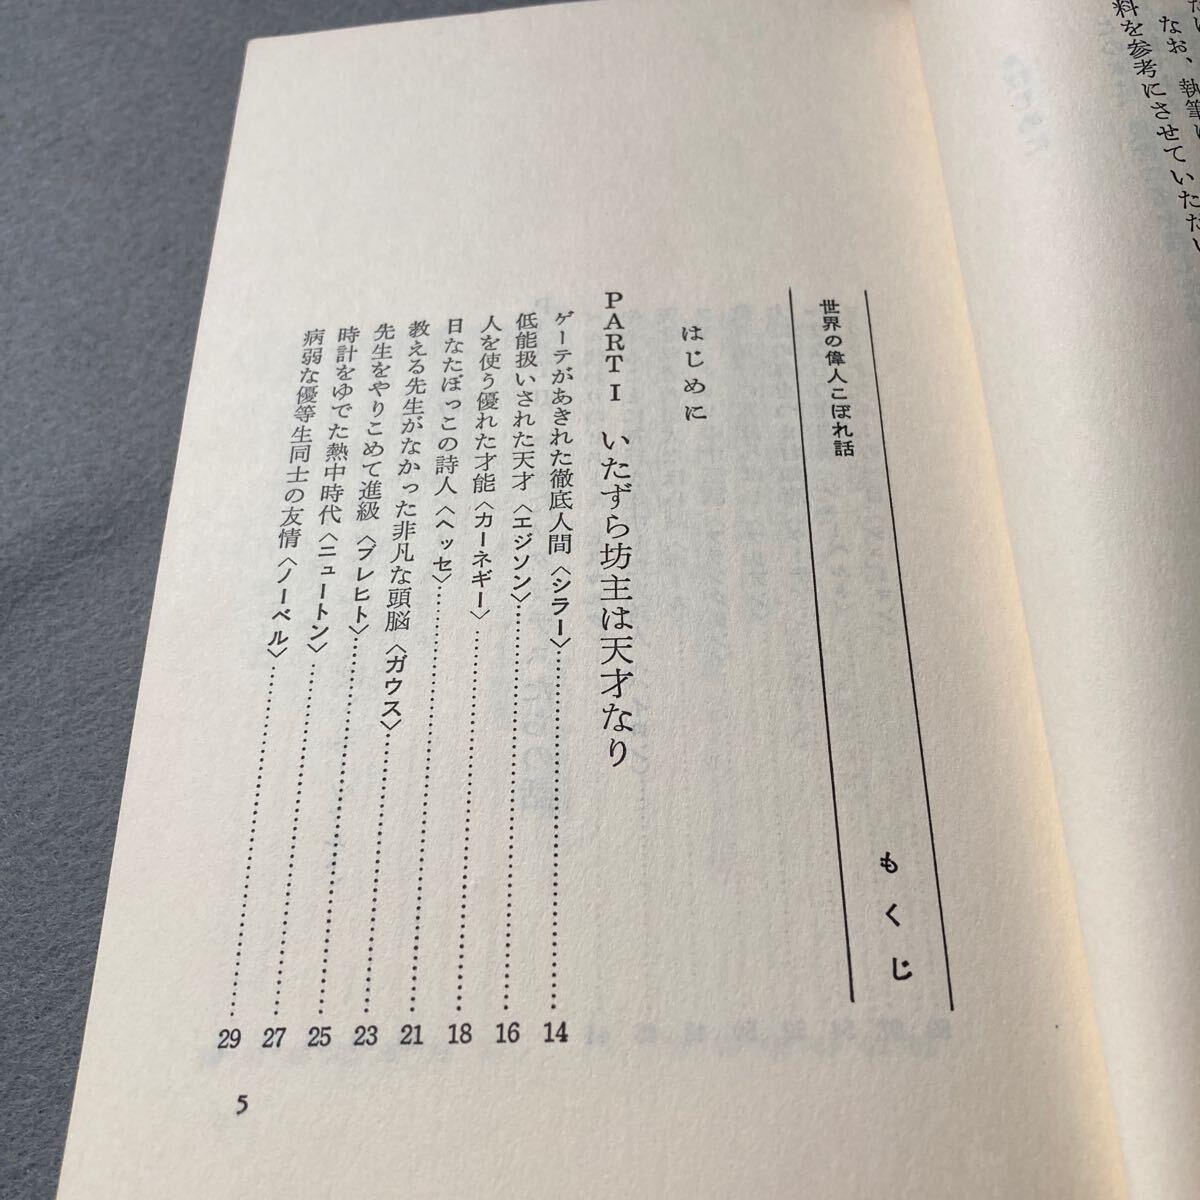 なお、執筆
料を参考にさせていただい
世界の偉人こぼれ話
もくじ
はじめに
PART I いたずら坊主は天才なり
ゲーテがあきれた徹底人間〈シラー〉 14
低能扱いされた天才〈エジソン〉 16
人を使う優れた才能〈カーネギー〉 18
日なたぼっこの詩人〈ヘッセ〉 21
教える先生がなかった非凡な頭脳〈ガウス〉 23
先生をやりこめて進級〈ブレヒト〉 25
時計をゆでた熱中時代〈ニュートン〉 27
病弱な優等生同士の友情〈ノーベル〉 29
5